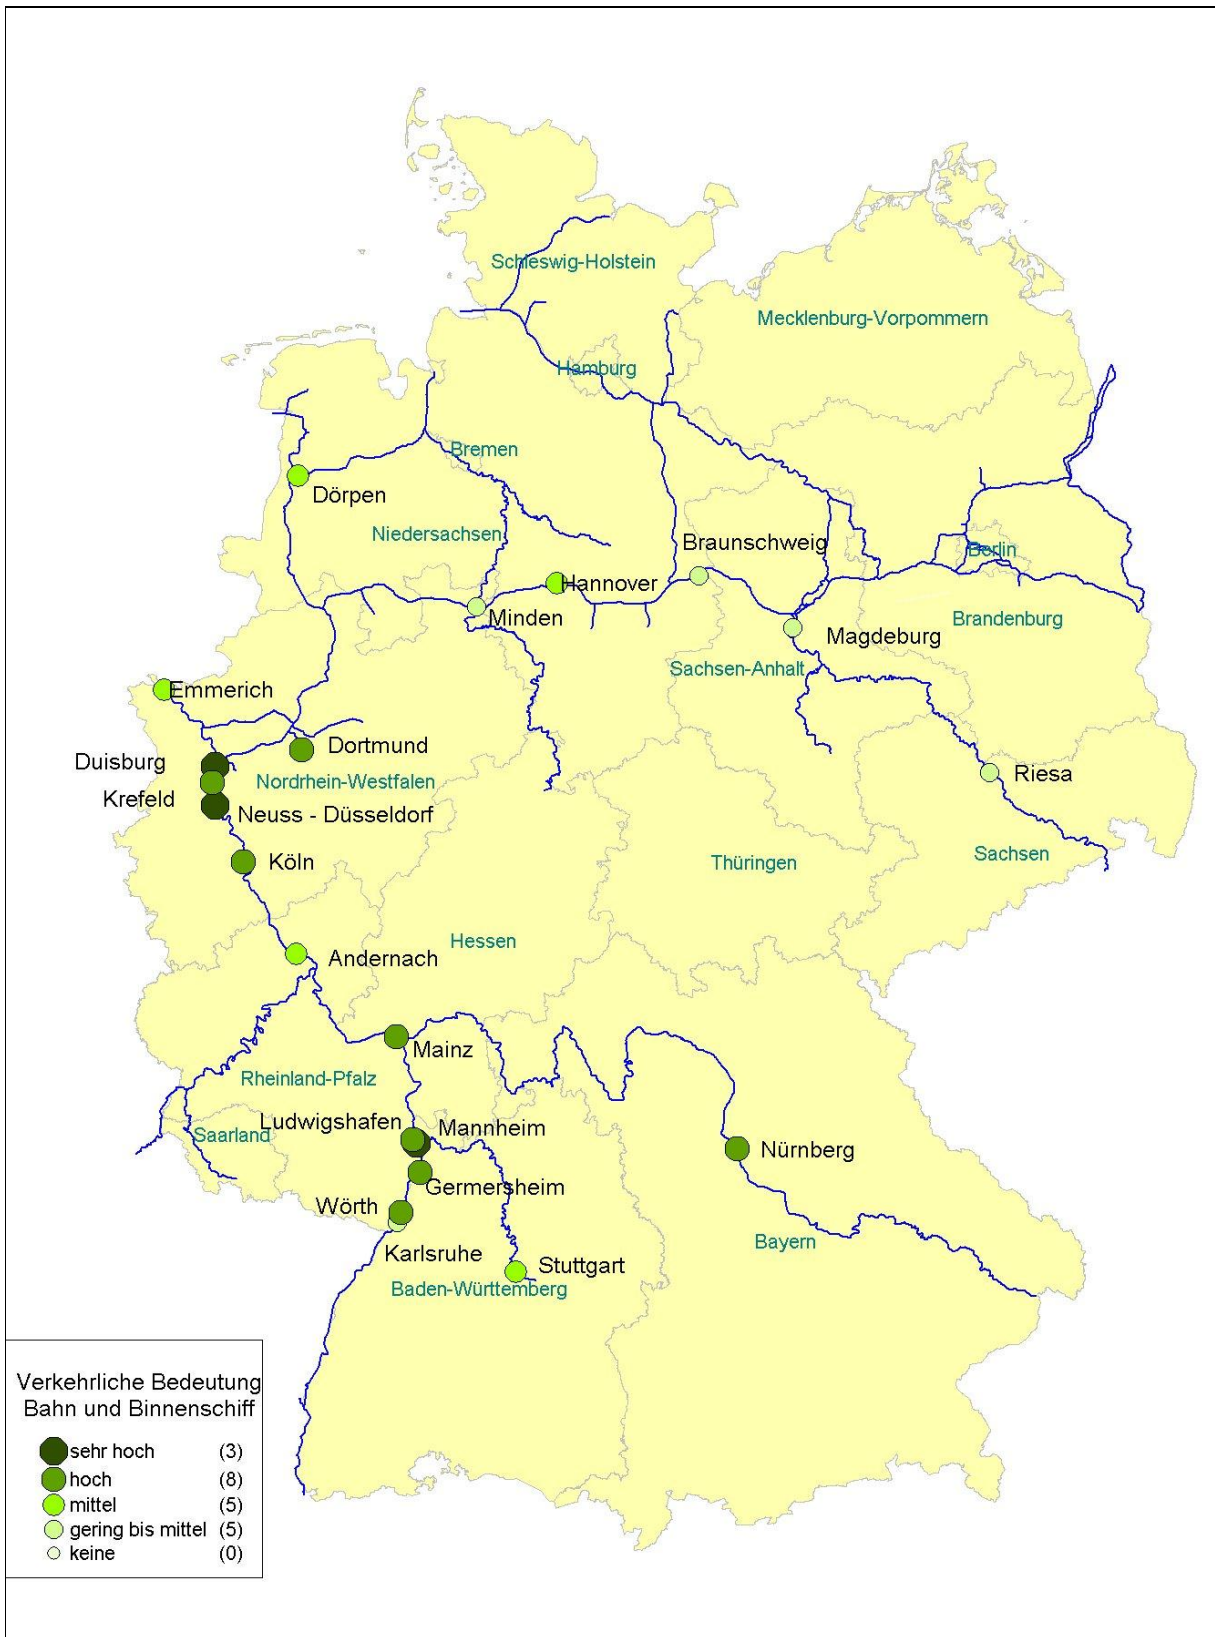 Schleswig-Holstein
Mecklenburg-Vorpommern
Hamburg
Bremen
Dörpen
Niedersachsen
Braunschweig
Berlin
Hannover
Minden
Brandenburg
Magdeburg
Sachsen-Anhalt
Emmerich
Dortmund
Duisburg
Riesa
Nordrhein-Westfalen
Krefeld
Neuss - Düsseldorf
Köln
Thüringen
Sachsen
Hessen
Andernach
Mainz
Rheinland-Pfalz
Ludwigshafen
Mannheim
Saarland
Nürnberg
Germersheim
Wörth
Bayern
Karlsruhe
Stuttgart
Baden-Württemberg
Verkehrliche Bedeutung
Bahn und Binnenschiff
sehr hoch (3)
hoch (8)
mittel (5)
gering bis mittel (5)
keine (0)